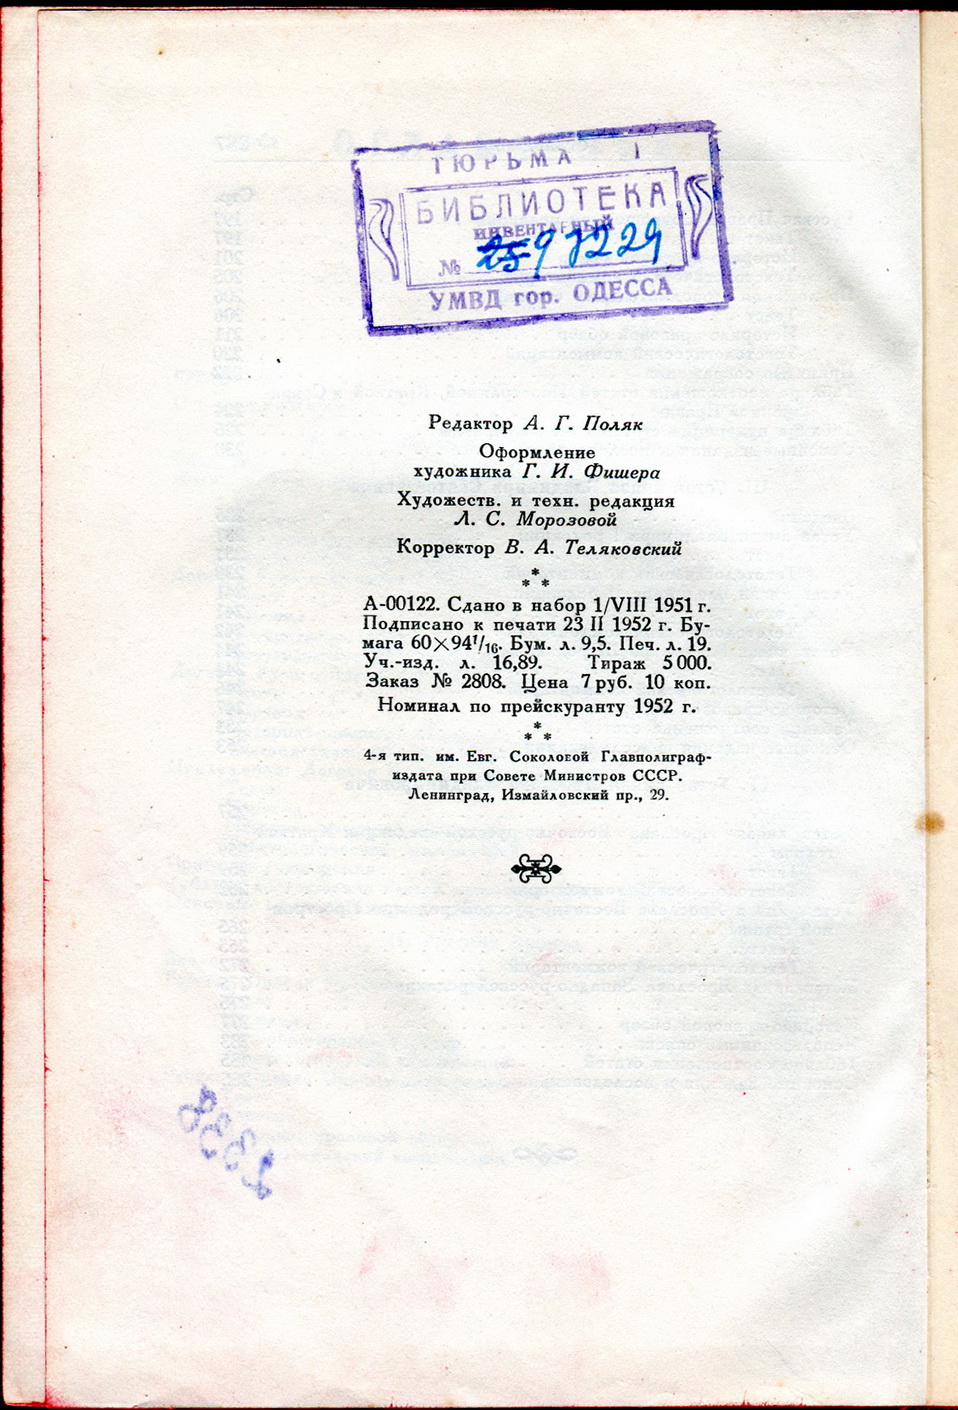 ТЮРЬМА 1
БИБЛИОТЕКА
ИНВЕНТАРНЫЙ
№
УМВД гор. ОДЕССА
Редактор А. Г. Поляк
Оформление
художника Г. И. Фишера
Художеств. и техн. редакция
Л. С. Морозовой
Корректор В. А. Теляковский
*
* *
А-00122. Сдано в набор 1/VIII 1951 г.
Подписано к печати 23 II 1952 г. Бу-
мага 60×94 1/16. Бум. л. 9,5. Печ. л. 19.
Уч.-изд. л. 16,89. Тираж 5 000.
Заказ № 2808. Цена 7 руб. 10 коп.
Номинал по прейскуранту 1952 г.
*
* *
4-я тип. им. Евг. Соколовой Главполиграф-
издата при Совете Министров СССР.
Ленинград, Измайловский пр., 29.